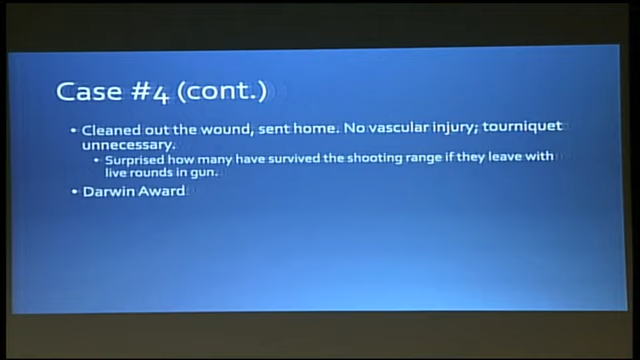 Case #4 (cont.)
• Cleaned out the wound, sent home. No vascular injury; tourniquet
unnecessary.
• Surprised how many have survived the shooting range if they leave with
live rounds in gun.
• Darwin Award